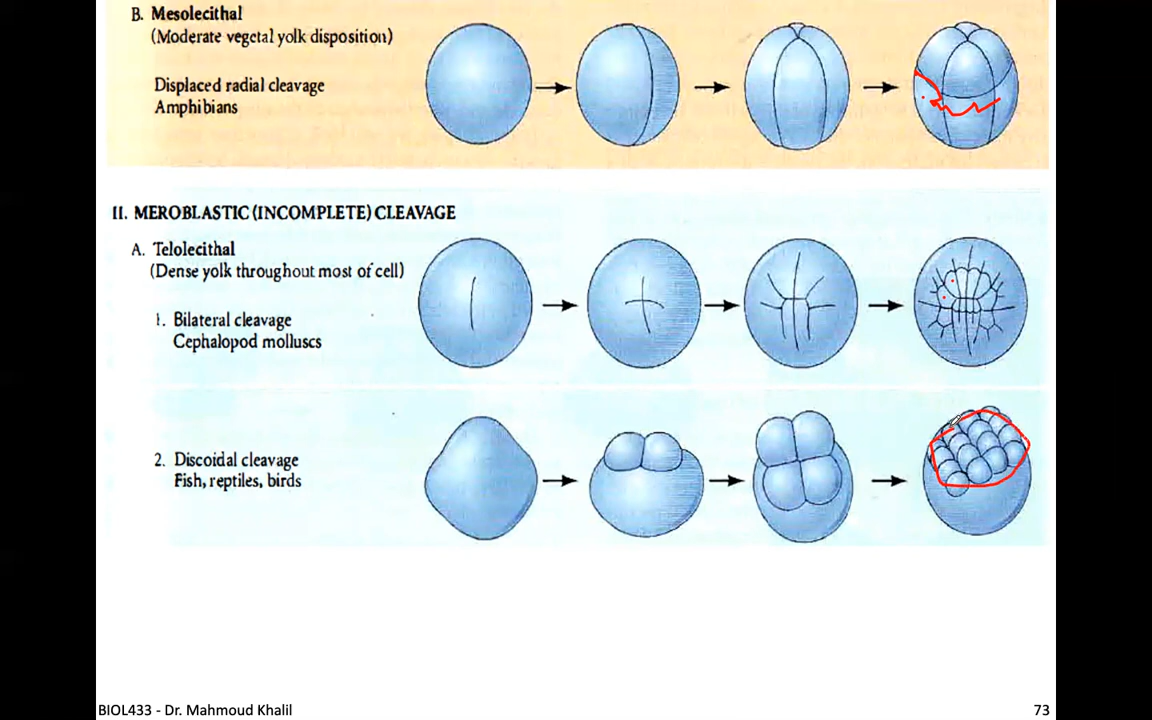 B. Mesolecithal
(Moderate vegetal yolk disposition)
Displaced radial cleavage
Amphibians
II. MEROBLASTIC (INCOMPLETE) CLEAVAGE
A. Telolecithal
(Dense yolk throughout most of cell)
1. Bilateral cleavage
Cephalopod molluscs
2. Discoidal cleavage
Fish, reptiles, birds
BIOL433 - Dr. Mahmoud Khalil
73